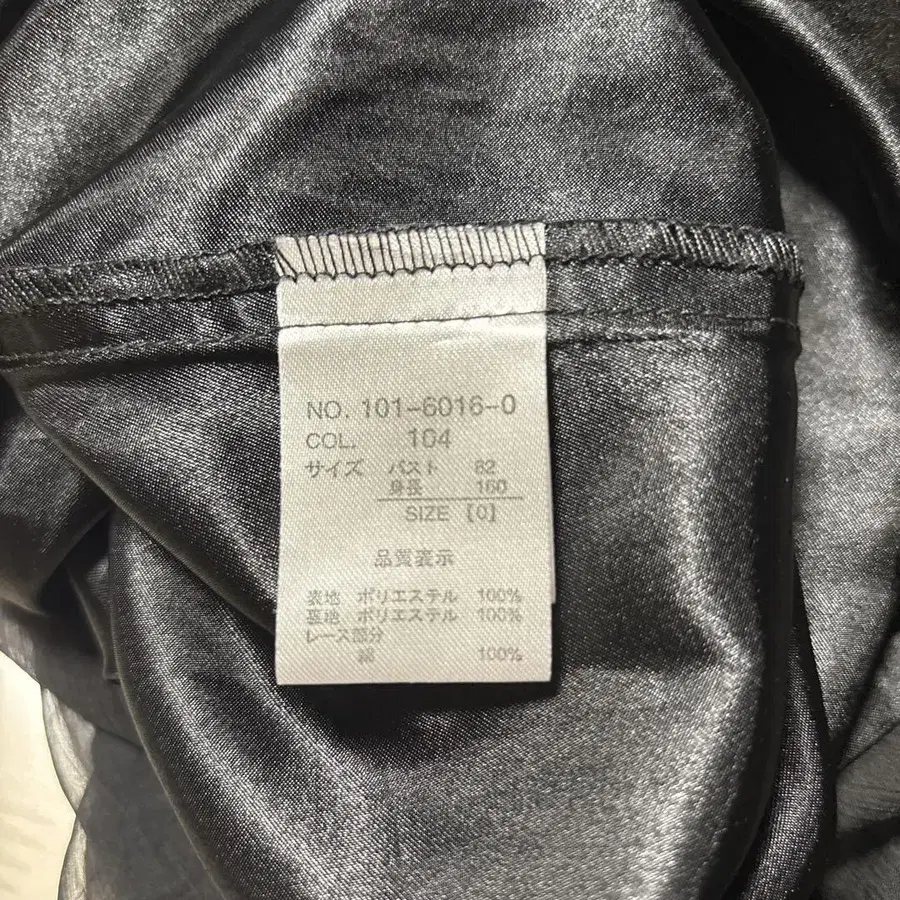 NO. 101-6016-0
COL. 104
サイズ バスト 82
身長 160
SIZE [0]
品質表示
表地 ポリエステル 100%
裏地 ポリエステル 100%
レース部分
綿 100%